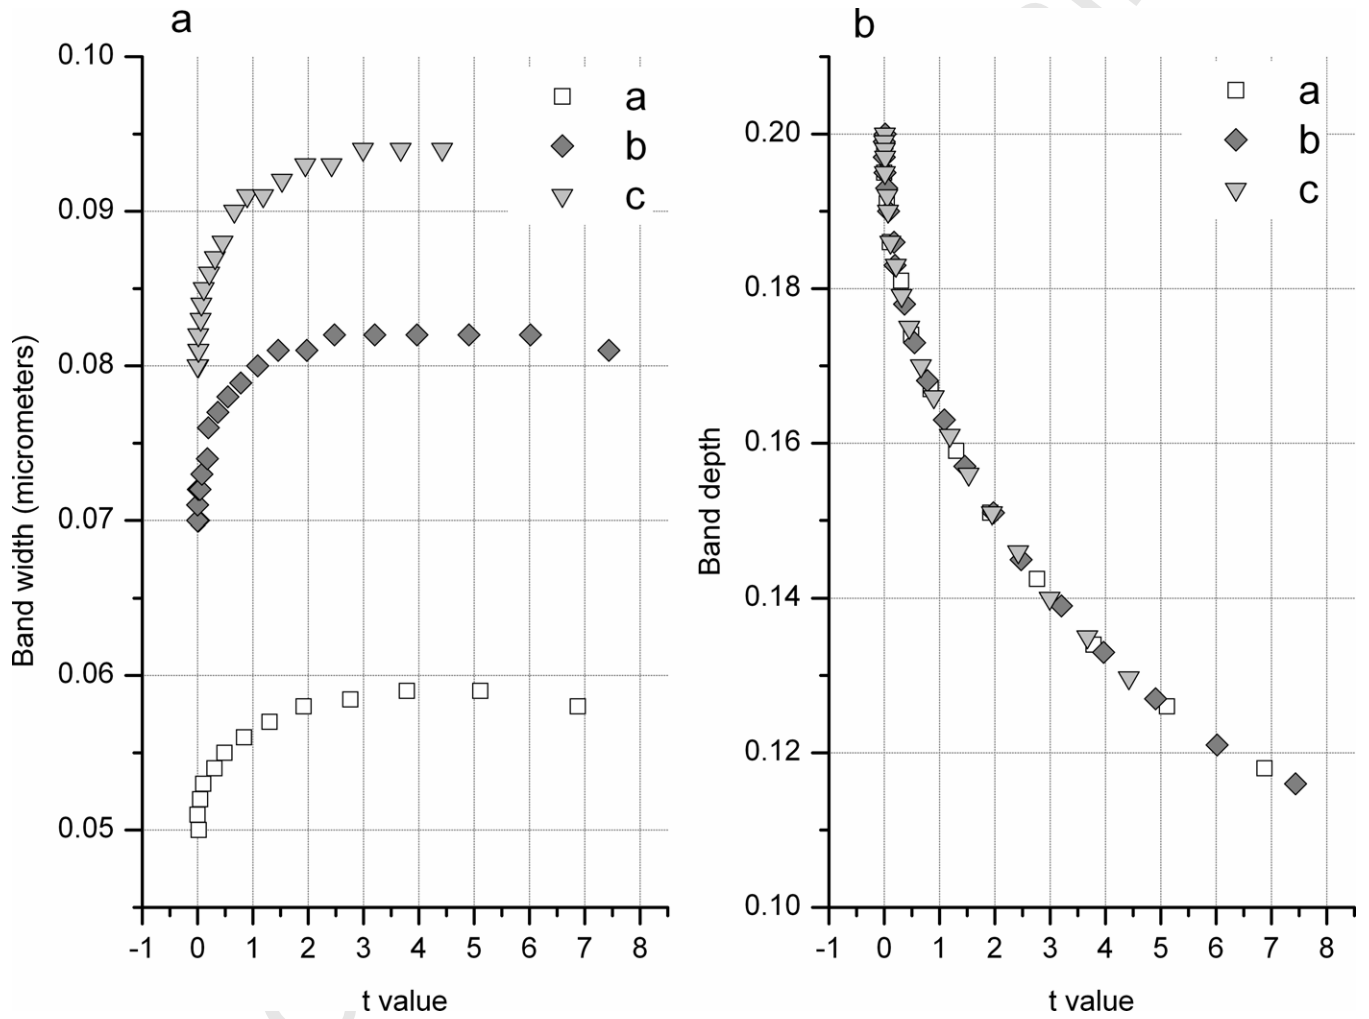 a
0.10
0.09
0.08
0.07
0.06
0.05
Band width (micrometers)
a
b
c
-1 0 1 2 3 4 5 6 7 8
t value
b
0.20
0.18
0.16
0.14
0.12
0.10
Band depth
a
b
c
-1 0 1 2 3 4 5 6 7 8
t value